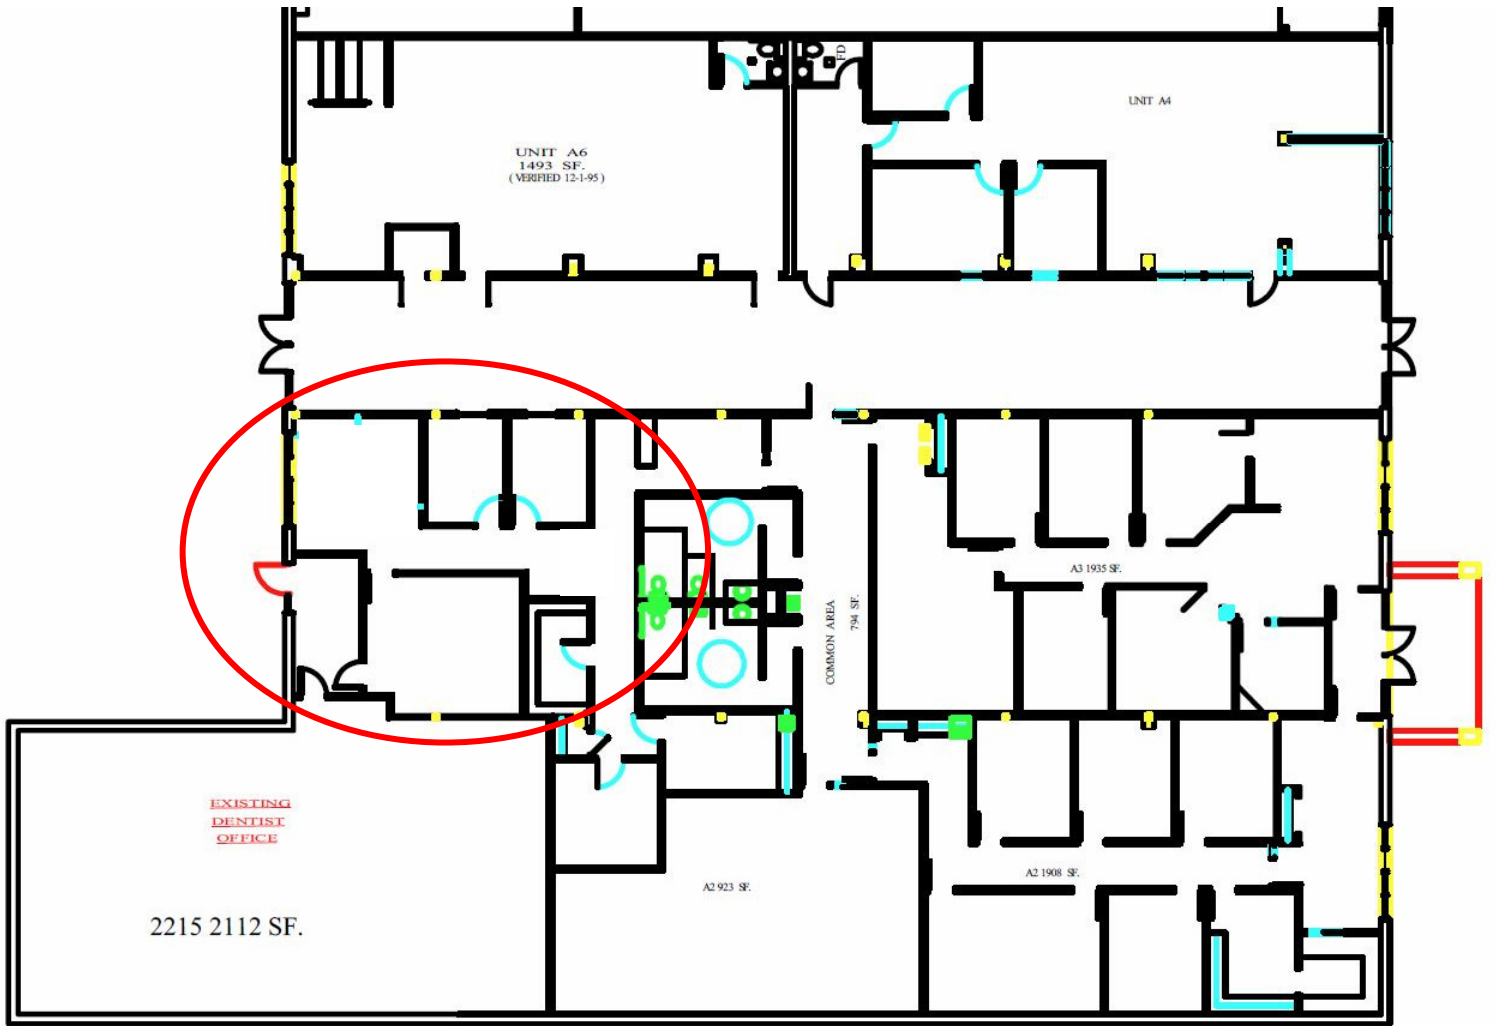 FD
UNIT A4
UNIT A6
1493 SF.
( VERIFIED 12-1-95 )
A3 1935 SF.
COMMON AREA
794 SF.
EXISTING
DENTIST
OFFICE
2215 2112 SF.
A2 923 SF.
A2 1908 SF.